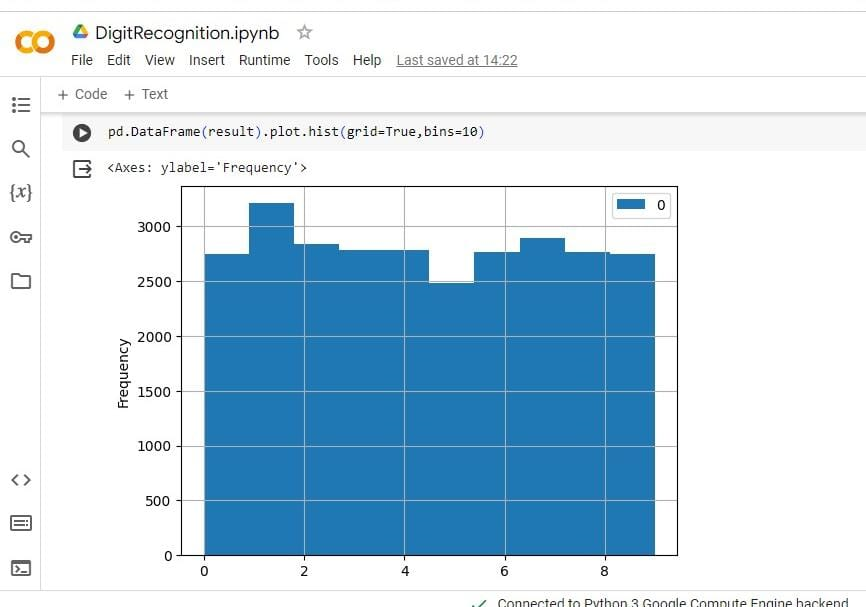 DigitRecognition.ipynb
File Edit View Insert Runtime Tools Help Last saved at 14:22
+ Code + Text
pd.DataFrame(result).plot.hist(grid=True,bins=10)
<Axes: ylabel='Frequency'>
{x}
0
3000
2500
2000
1500
1000
500
0
Frequency
0 2 4 6 8
Connected to Python 3 Google Compute Engine backend